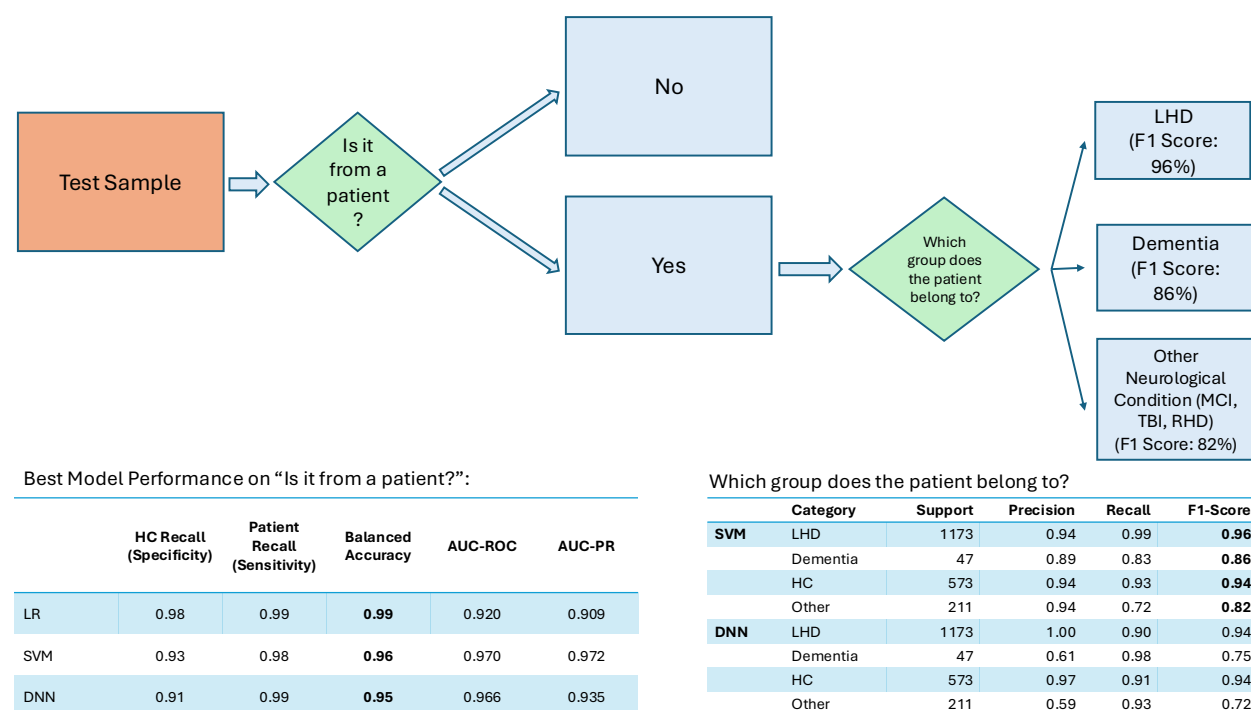 No
Test Sample
Is it
from a
patient
?
Yes
Which
group does
the patient
belong to?
LHD
(F1 Score:
96%)
Dementia
(F1 Score:
86%)
Other
Neurological
Condition (MCI,
TBI, RHD)
(F1 Score: 82%)
Best Model Performance on “Is it from a patient?”:
HC Recall (Specificity) Patient Recall (Sensitivity) Balanced Accuracy AUC-ROC AUC-PR
LR 0.98 0.99 0.99 0.920 0.909
SVM 0.93 0.98 0.96 0.970 0.972
DNN 0.91 0.99 0.95 0.966 0.935
Which group does the patient belong to?
Category Support Precision Recall F1-Score
SVM LHD 1173 0.94 0.99 0.96
Dementia 47 0.89 0.83 0.86
HC 573 0.94 0.93 0.94
Other 211 0.94 0.72 0.82
DNN LHD 1173 1.00 0.90 0.94
Dementia 47 0.61 0.98 0.75
HC 573 0.97 0.91 0.94
Other 211 0.59 0.93 0.72